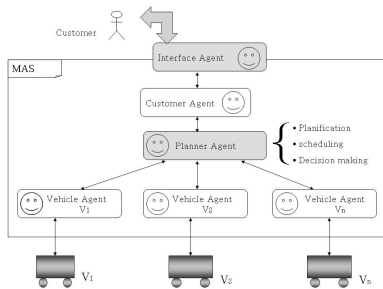 Customer
MAS
Interface Agent
Customer Agent
Planner Agent
• Planification
• scheduling
• Decision making
Vehicle Agent
V1
Vehicle Agent
V2
Vehicle Agent
Vn
V1
V2
Vn